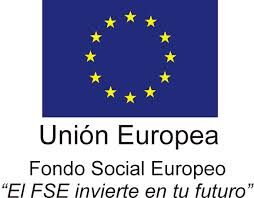 Unión Europea
Fondo Social Europeo
“El FSE invierte en tu futuro”